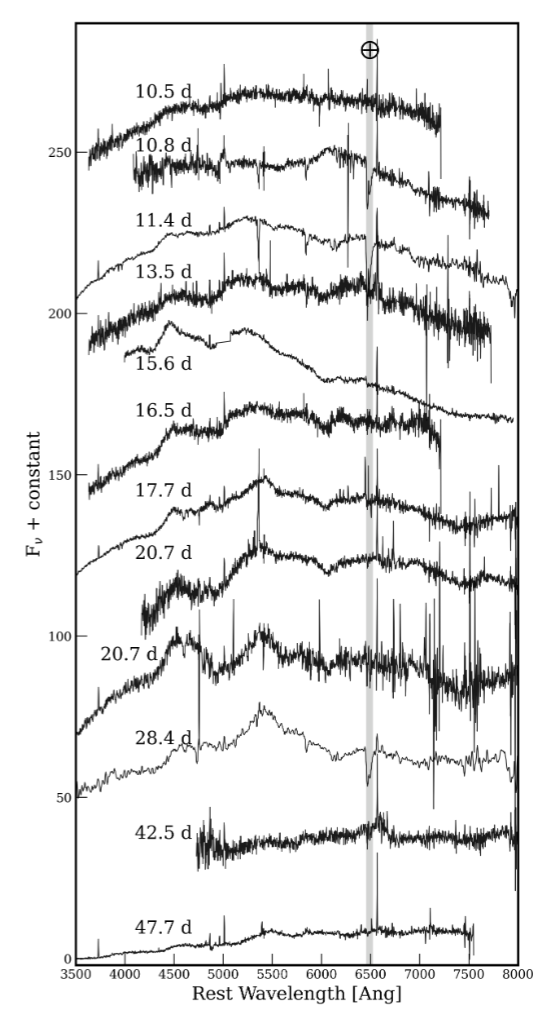 ⊕
10.5 d
250
10.8 d
11.4 d
13.5 d
200
15.6 d
16.5 d
150
17.7 d
20.7 d
100
20.7 d
28.4 d
50
42.5 d
47.7 d
0
3500 4000 4500 5000 5500 6000 6500 7000 7500 8000
Rest Wavelength [Ang]
Fν + constant